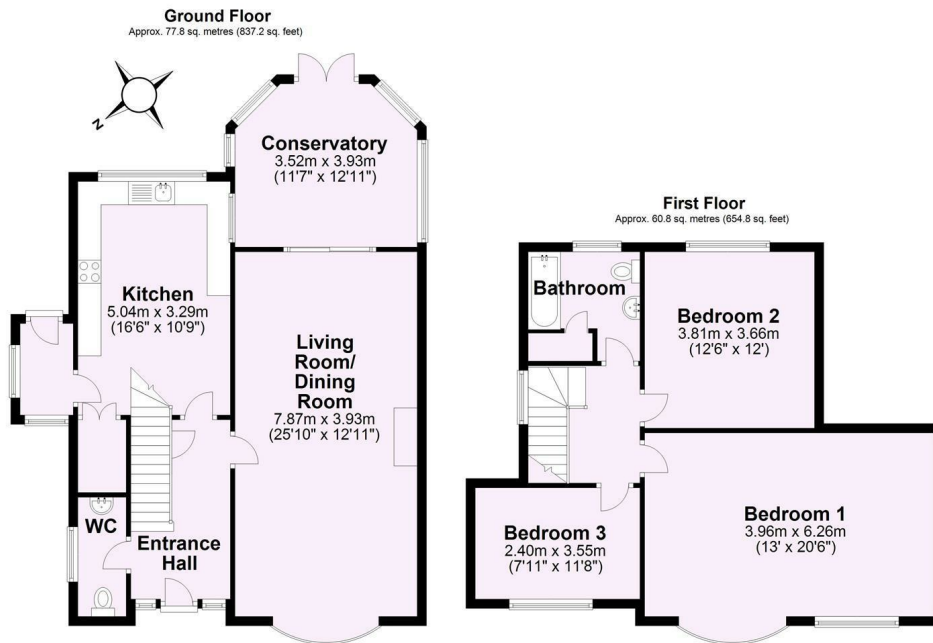 Ground Floor
Approx. 77.8 sq. metres (837.2 sq. feet)
N
Conservatory
3.52m x 3.93m
(11'7" x 12'11")
Kitchen
5.04m x 3.29m
(16'6" x 10'9")
Living
Room/
Dining
Room
7.87m x 3.93m
(25'10" x 12'11")
WC
Entrance
Hall
First Floor
Approx. 60.8 sq. metres (654.8 sq. feet)
Bathroom
Bedroom 2
3.81m x 3.66m
(12'6" x 12')
Bedroom 3
2.40m x 3.55m
(7'11" x 11'8")
Bedroom 1
3.96m x 6.26m
(13' x 20'6")